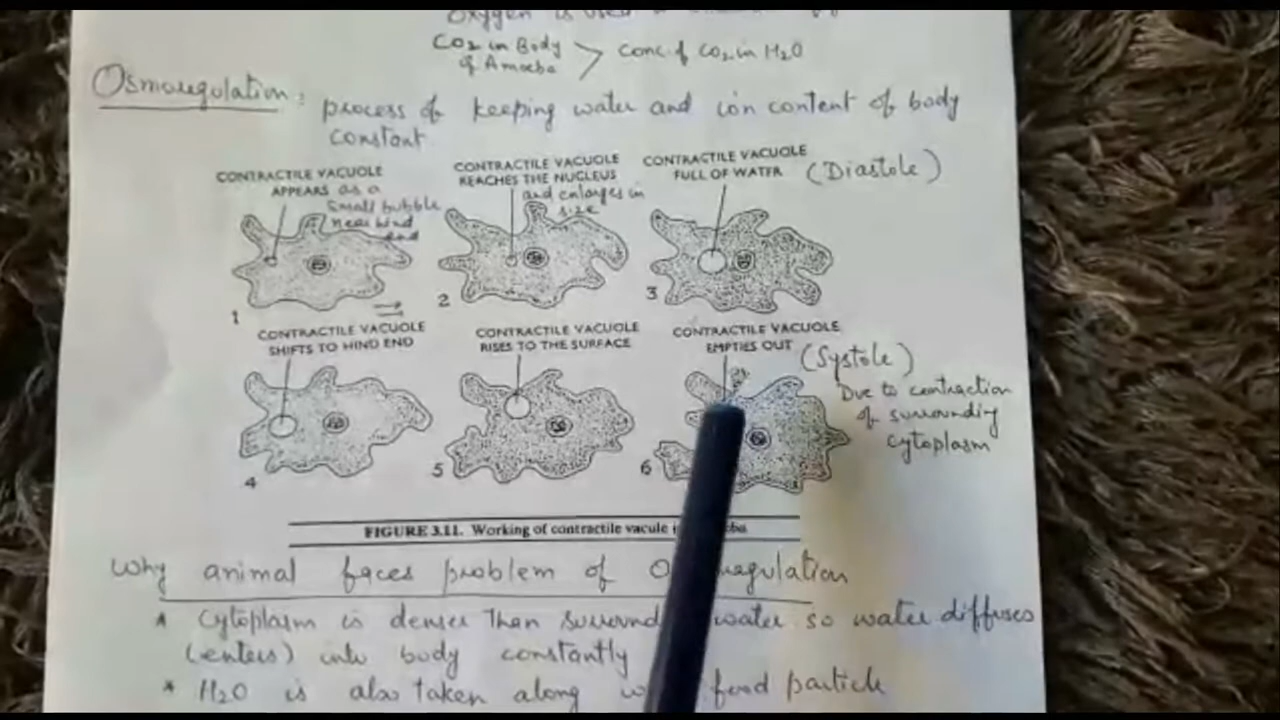 Oxygen is used
CO2 in Body > Conc. of CO2 in H2O
of Amoeba
Osmoregulation: process of keeping water and ion content of body
constant
CONTRACTILE VACUOLE
APPEARS as a
small bubble
near hind
end
CONTRACTILE VACUOLE
REACHES THE NUCLEUS
and enlarges in
size
CONTRACTILE VACUOLE
FULL OF WATER (Diastole)
1
2
3
CONTRACTILE VACUOLE
SHIFTS TO HIND END
CONTRACTILE VACUOLE
RISES TO THE SURFACE
CONTRACTILE VACUOLE
EMPTIES OUT (Systole)
Due to contraction
of surrounding
cytoplasm
4
5
6
FIGURE 3.11. Working of contractile vacule
Why animal faces problem of
* Cytoplasm is denser than water so water diffuses
(enters) into body constantly
* H2O is also taken along food particle